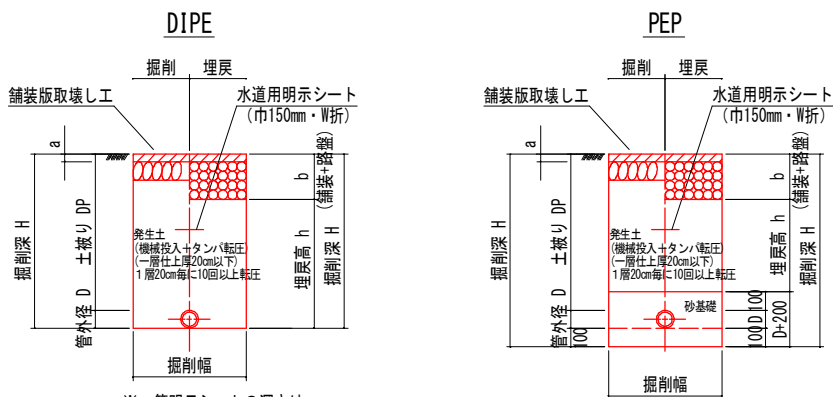 DIPE
掘削
埋戻
舗装版取壊し工
水道用明示シート
(巾150mm・W折)
a
掘削深 H
土被り DP
管外径 D
発生土
(機械投入+タンパ転圧)
(一層仕上厚20cm以下)
1層20cm毎に10回以上転圧
b
(舗装+路盤)
埋戻高 h
掘削深 H
掘削幅
PEP
掘削
埋戻
舗装版取壊し工
水道用明示シート
(巾150mm・W折)
a
掘削深 H
土被り DP
管外径 D
100
発生土
(機械投入+タンパ転圧)
(一層仕上厚20cm以下)
1層20cm毎に10回以上転圧
砂基礎
b
(舗装+路盤)
埋戻高 h
掘削深 H
100 D 100
D+200
掘削幅